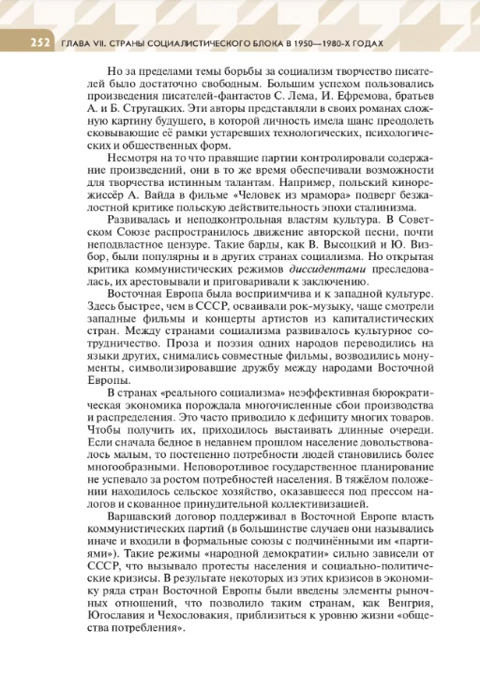 252 ГЛАВА VII. СТРАНЫ СОЦИАЛИСТИЧЕСКОГО БЛОКА В 1950—1980-Х ГОДАХ
Но за пределами темы борьбы за социализм творчество писате-
лей было достаточно свободным. Большим успехом пользовались
произведения писателей-фантастов С. Лема, И. Ефремова, братьев
А. и Б. Стругацких. Эти авторы представляли в своих романах слож-
ную картину будущего, в которой личность имела шанс преодолеть
сковывающие её рамки устаревших технологических, психологичес-
ких и общественных форм.
Несмотря на то что правящие партии контролировали содержа-
ние произведений, они в то же время обеспечивали возможности
для творчества истинным талантам. Например, польский киноре-
жиссёр А. Вайда в фильме «Человек из мрамора» подверг безжа-
лостной критике польскую действительность эпохи сталинизма.
Развивалась и неподконтрольная властям культура. В Совет-
ском Союзе распространилось движение авторской песни, почти
неподвластное цензуре. Такие барды, как В. Высоцкий и Ю. Виз-
бор, были популярны и в других странах социализма. Но открытая
критика коммунистических режимов диссидентами преследова-
лась, их арестовывали и приговаривали к заключению.
Восточная Европа была восприимчива и к западной культуре.
Здесь быстрее, чем в СССР, осваивали рок-музыку, чаще смотрели
западные фильмы и концерты артистов из капиталистических
стран. Между странами социализма развивалось культурное со-
трудничество. Проза и поэзия одних народов переводились на
языки других, снимались совместные фильмы, возводились мону-
менты, символизировавшие дружбу между народами Восточной
Европы.
В странах «реального социализма» неэффективная бюрократи-
ческая экономика порождала многочисленные сбои производства
и распределения. Это часто приводило к дефициту многих товаров.
Чтобы получить их, приходилось выстаивать длинные очереди.
Если сначала бедное в недавнем прошлом население довольствова-
лось малым, то постепенно потребности людей становились более
многообразными. Неповоротливое государственное планирование
не успевало за ростом потребностей населения. В тяжёлом положе-
нии находилось сельское хозяйство, оказавшееся под прессом на-
логов и скованное принудительной коллективизацией.
Варшавский договор поддерживал в Восточной Европе власть
коммунистических партий (в большинстве случаев они назывались
иначе и входили в формальные союзы с подчинёнными им «парти-
ями»). Такие режимы «народной демократии» сильно зависели от
СССР, что вызывало протесты населения и социально-политичес-
кие кризисы. В результате некоторых из этих кризисов в экономи-
ку ряда стран Восточной Европы были введены элементы рыноч-
ных отношений, что позволило таким странам, как Венгрия,
Югославия и Чехословакия, приблизиться к уровню жизни «обще-
ства потребления».